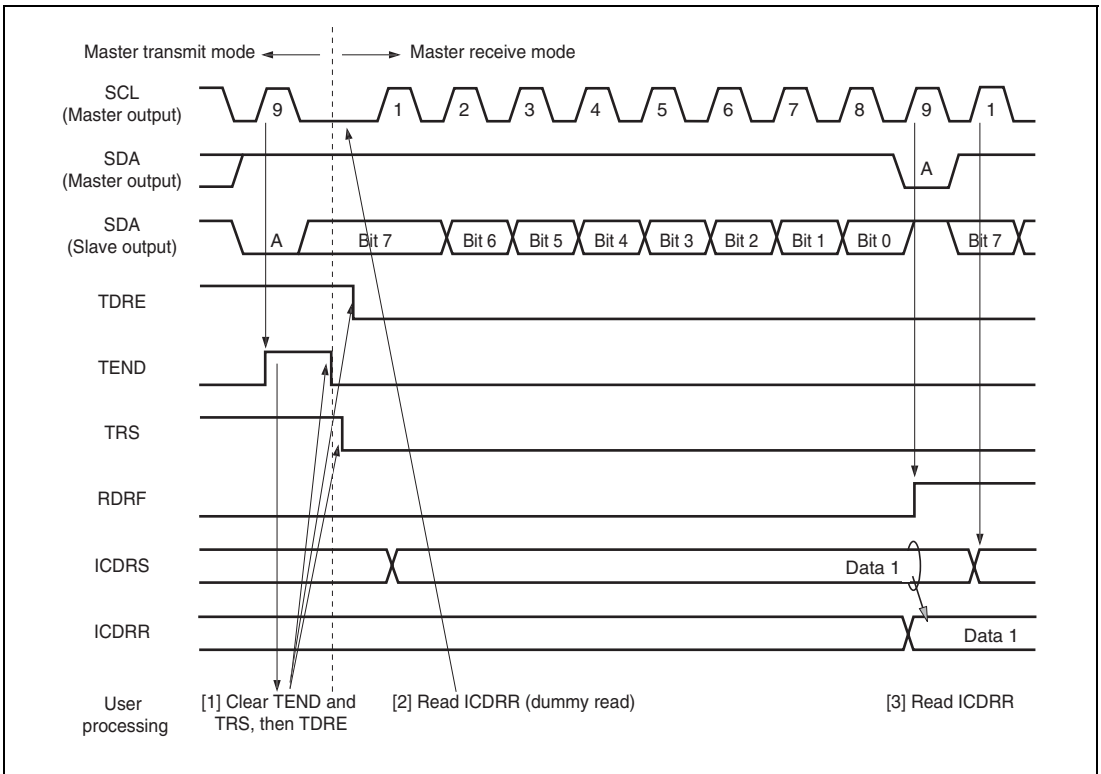 Master transmit mode
Master receive mode
SCL
(Master output)
9
1
2
3
4
5
6
7
8
9
1
SDA
(Master output)
A
SDA
(Slave output)
A
Bit 7
Bit 6
Bit 5
Bit 4
Bit 3
Bit 2
Bit 1
Bit 0
Bit 7
TDRE
TEND
TRS
RDRF
ICDRS
Data 1
ICDRR
Data 1
User
processing
[1] Clear TEND and
TRS, then TDRE
[2] Read ICDRR (dummy read)
[3] Read ICDRR